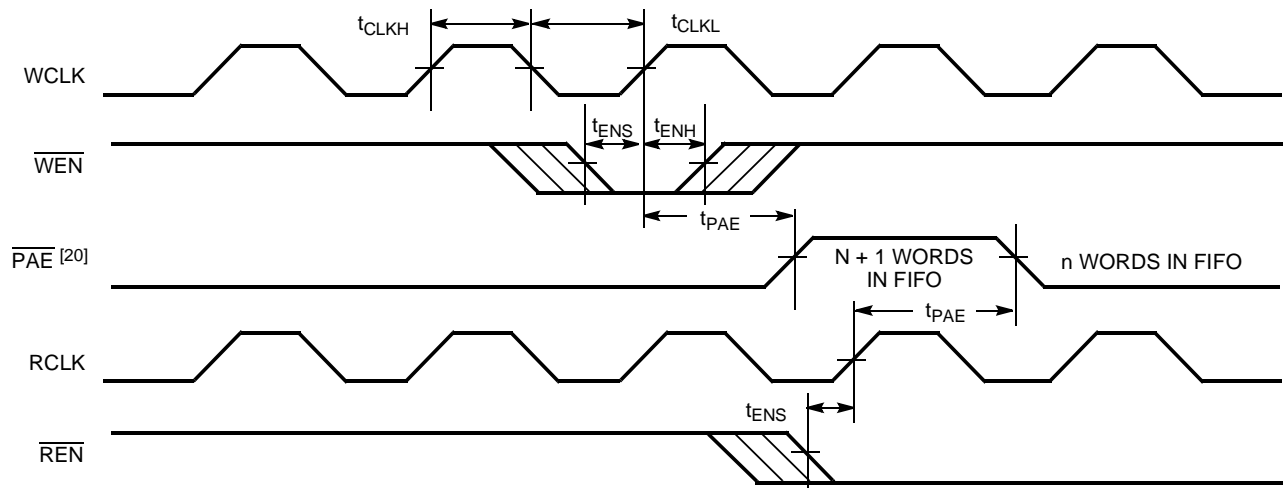 tCLKH
tCLKL
WCLK
tENS
tENH
WEN
tPAE
PAE [20]
N + 1 WORDS
IN FIFO
n WORDS IN FIFO
tPAE
RCLK
tENS
REN